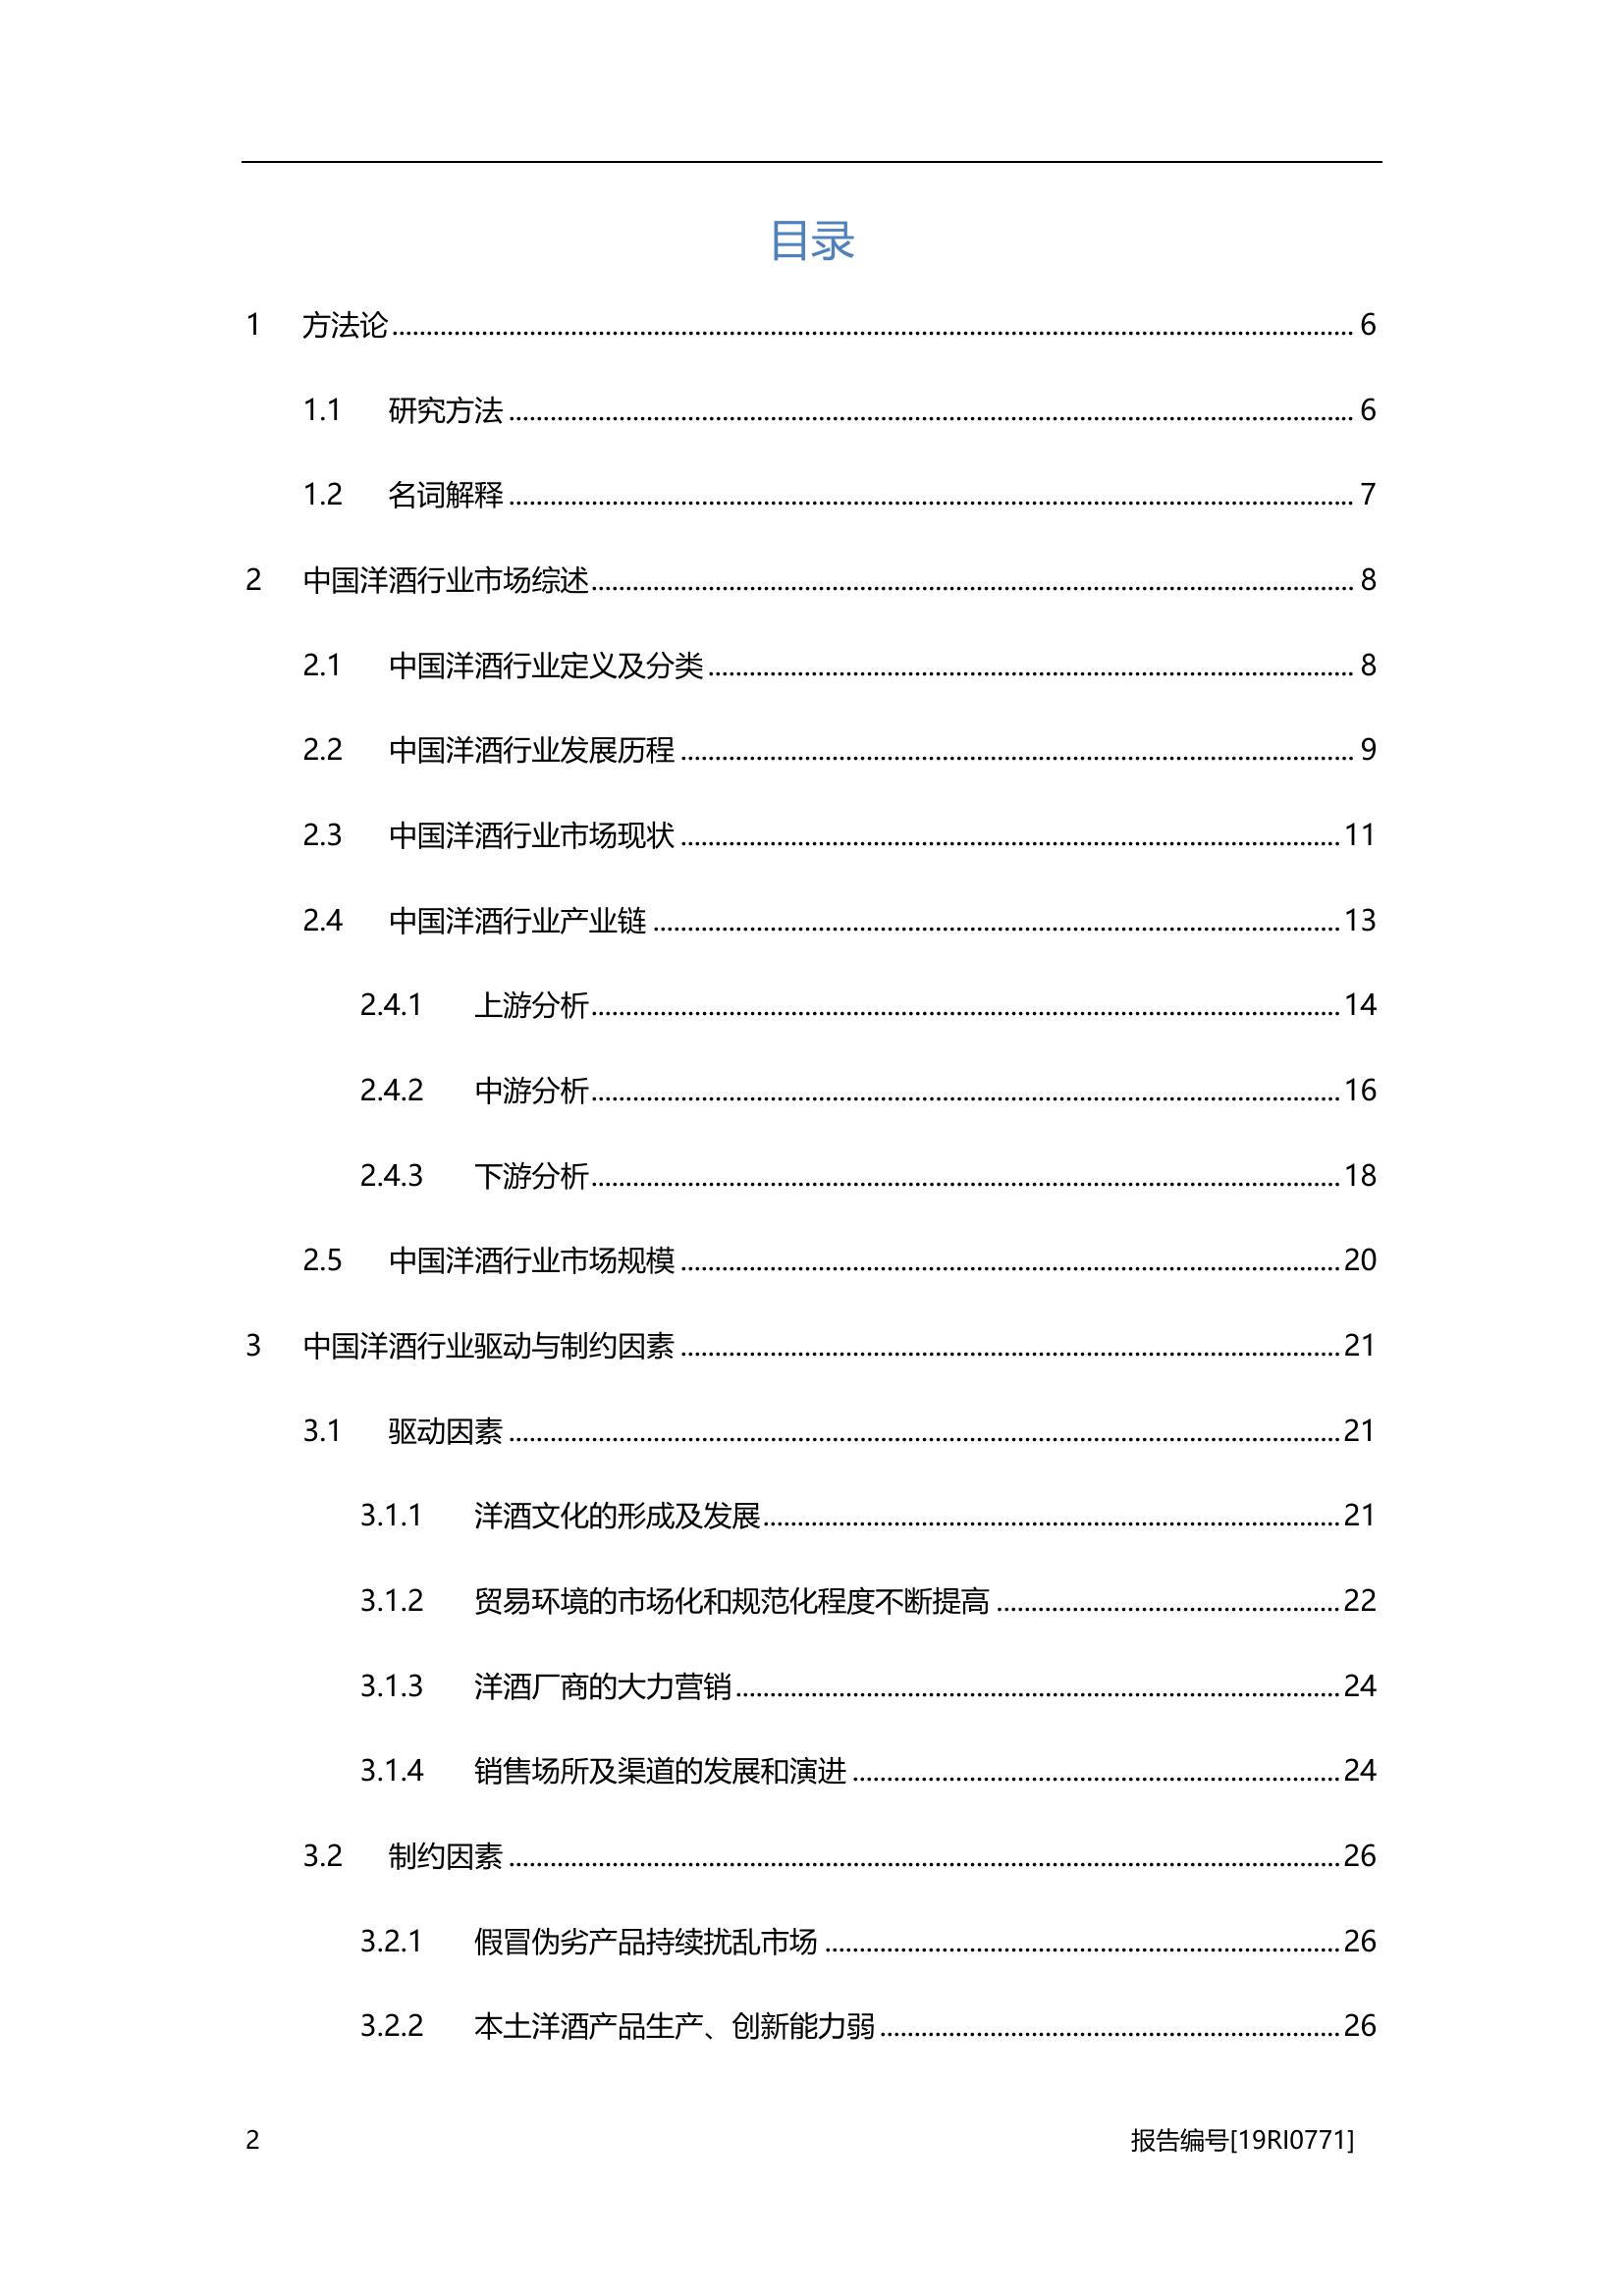 目录
1 方法论 6
1.1 研究方法 6
1.2 名词解释 7
2 中国洋酒行业市场综述 8
2.1 中国洋酒行业定义及分类 8
2.2 中国洋酒行业发展历程 9
2.3 中国洋酒行业市场现状 11
2.4 中国洋酒行业产业链 13
2.4.1 上游分析 14
2.4.2 中游分析 16
2.4.3 下游分析 18
2.5 中国洋酒行业市场规模 20
3 中国洋酒行业驱动与制约因素 21
3.1 驱动因素 21
3.1.1 洋酒文化的形成及发展 21
3.1.2 贸易环境的市场化和规范化程度不断提高 22
3.1.3 洋酒厂商的大力营销 24
3.1.4 销售场所及渠道的发展和演进 24
3.2 制约因素 26
3.2.1 假冒伪劣产品持续扰乱市场 26
3.2.2 本土洋酒产品生产、创新能力弱 26
2 报告编号[19RI0771]